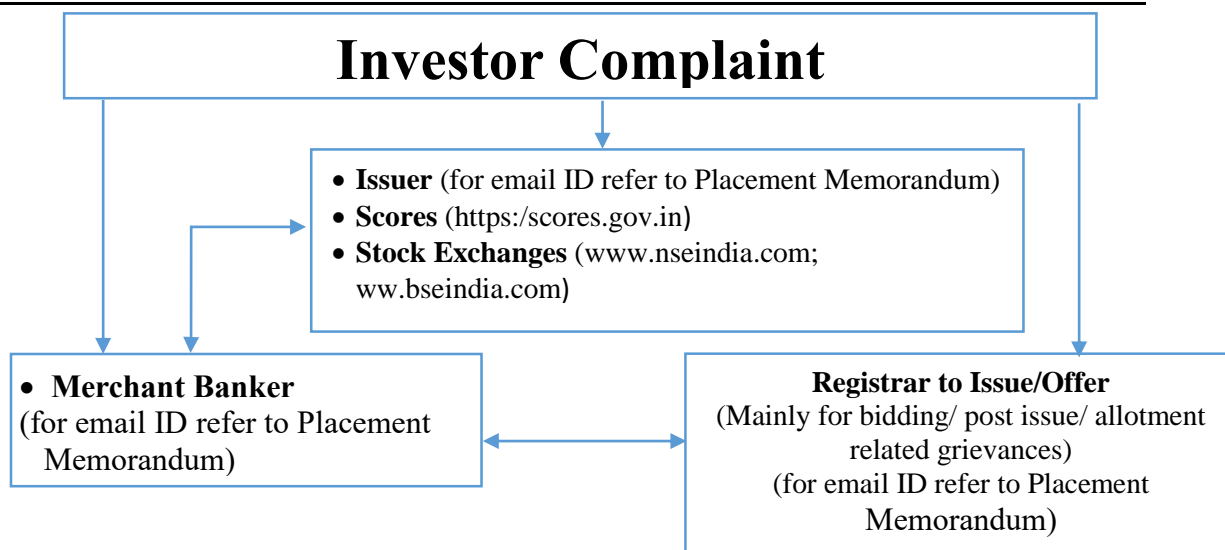 Investor Complaint
• Issuer (for email ID refer to Placement Memorandum)
• Scores (https:/scores.gov.in)
• Stock Exchanges (www.nseindia.com;
ww.bseindia.com)
• Merchant Banker
(for email ID refer to Placement
Memorandum)
Registrar to Issue/Offer
(Mainly for bidding/ post issue/ allotment
related grievances)
(for email ID refer to Placement
Memorandum)